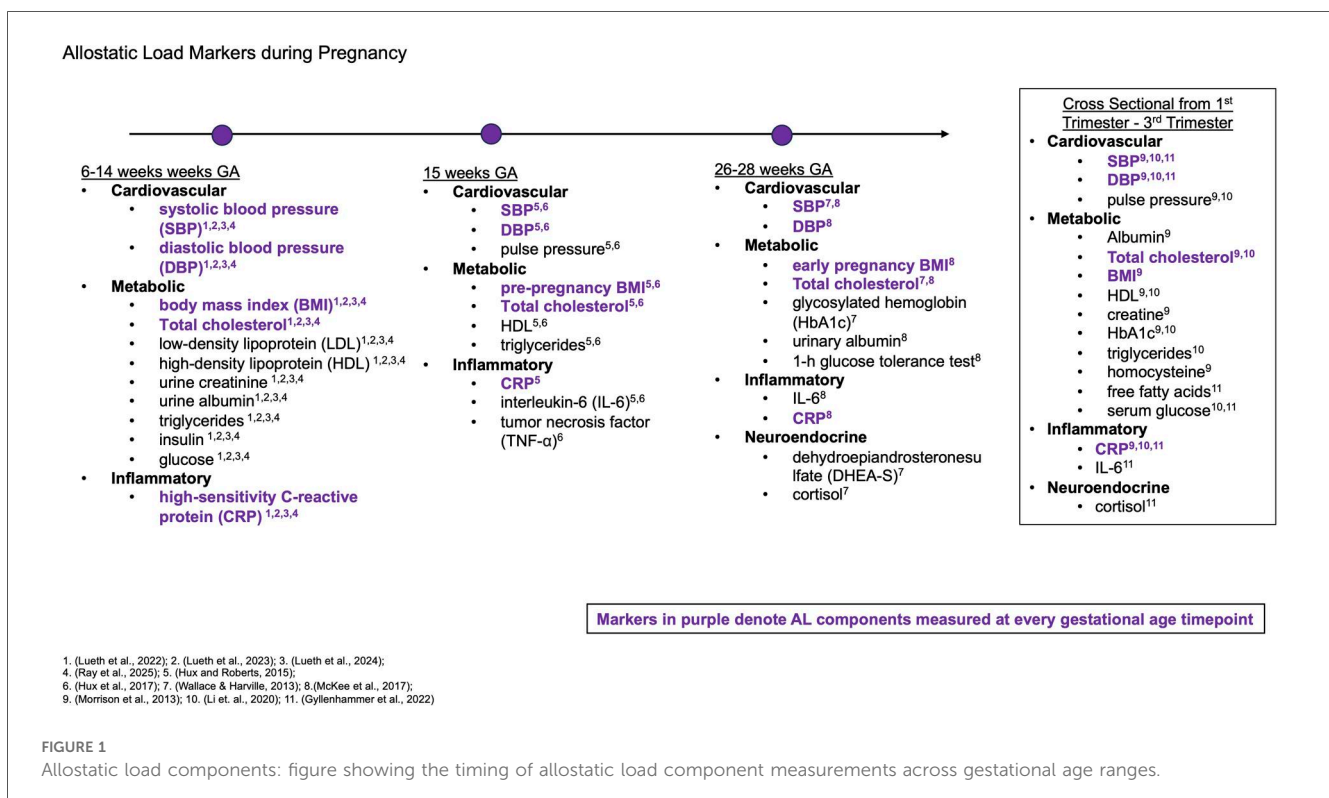 Allostatic Load Markers during Pregnancy
6-14 weeks weeks GA
• Cardiovascular
• systolic blood pressure
(SBP)1,2,3,4
• diastolic blood pressure
(DBP)1,2,3,4
• Metabolic
• body mass index (BMI)1,2,3,4
• Total cholesterol1,2,3,4
• low-density lipoprotein (LDL)1,2,3,4
• high-density lipoprotein (HDL) 1,2,3,4
• urine creatinine 1,2,3,4
• urine albumin1,2,3,4
• triglycerides 1,2,3,4
• insulin 1,2,3,4
• glucose 1,2,3,4
• Inflammatory
• high-sensitivity C-reactive
protein (CRP) 1,2,3,4
15 weeks GA
• Cardiovascular
• SBP5,6
• DBP5,6
• pulse pressure5,6
• Metabolic
• pre-pregnancy BMI5,6
• Total cholesterol5,6
• HDL5,6
• triglycerides5,6
• Inflammatory
• CRP5
• interleukin-6 (IL-6)5,6
• tumor necrosis factor
(TNF-α)6
26-28 weeks GA
• Cardiovascular
• SBP7,8
• DBP8
• Metabolic
• early pregnancy BMI8
• Total cholesterol7,8
• glycosylated hemoglobin
(HbA1c)7
• urinary albumin8
• 1-h glucose tolerance test8
• Inflammatory
• IL-68
• CRP8
• Neuroendocrine
• dehydroepiandrosteronesu
lfate (DHEA-S)7
• cortisol7
Cross Sectional from 1st
Trimester - 3rd Trimester
• Cardiovascular
• SBP9,10,11
• DBP9,10,11
• pulse pressure9,10
• Metabolic
• Albumin9
• Total cholesterol9,10
• BMI9
• HDL9,10
• creatine9
• HbA1c9,10
• triglycerides10
• homocysteine9
• free fatty acids11
• serum glucose10,11
• Inflammatory
• CRP9,10,11
• IL-611
• Neuroendocrine
• cortisol11
Markers in purple denote AL components measured at every gestational age timepoint
1. (Lueth et al., 2022); 2. (Lueth et al., 2023); 3. (Lueth et al., 2024);
4. (Ray et al., 2025); 5. (Hux and Roberts, 2015);
6. (Hux et al., 2017); 7. (Wallace & Harville, 2013); 8.(McKee et al., 2017);
9. (Morrison et al., 2013); 10. (Li et. al., 2020); 11. (Gyllenhammer et al., 2022)
FIGURE 1
Allostatic load components: figure showing the timing of allostatic load component measurements across gestational age ranges.